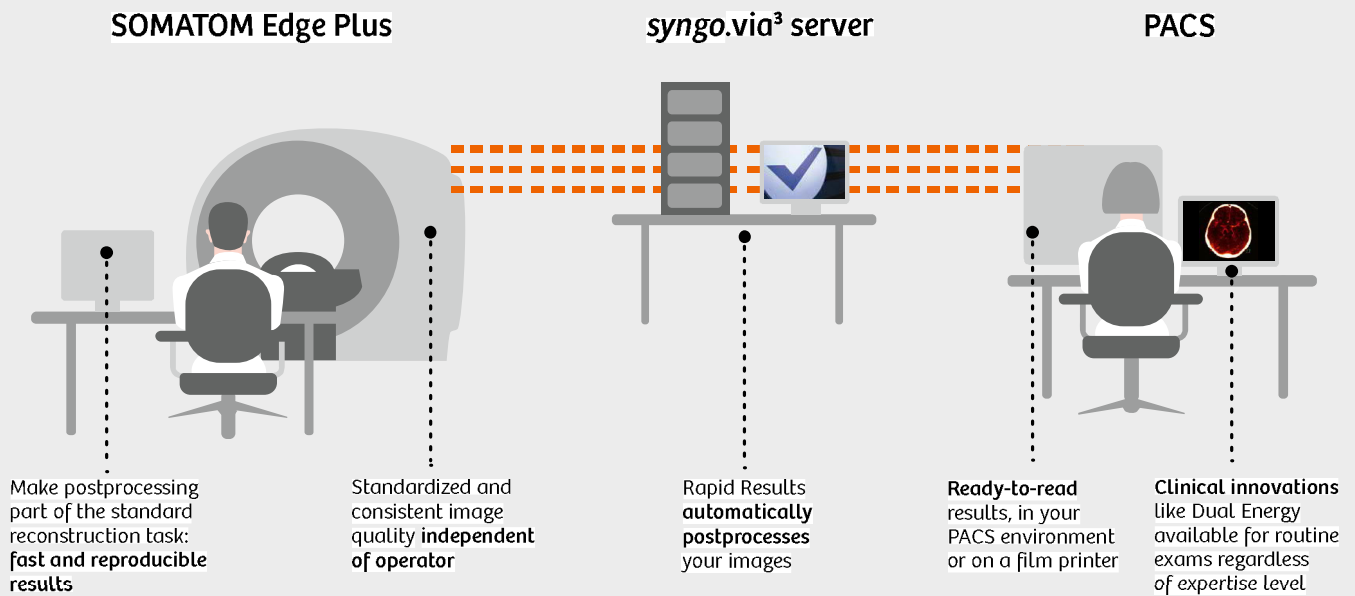 SOMATOM Edge Plus
syngo.via³ server
PACS
Make postprocessing
part of the standard
reconstruction task:
fast and reproducible
results
Standardized and
consistent image
quality independent
of operator
Rapid Results
automatically
postprocesses
your images
Ready-to-read
results, in your
PACS environment
or on a film printer
Clinical innovations
like Dual Energy
available for routine
exams regardless
of expertise level